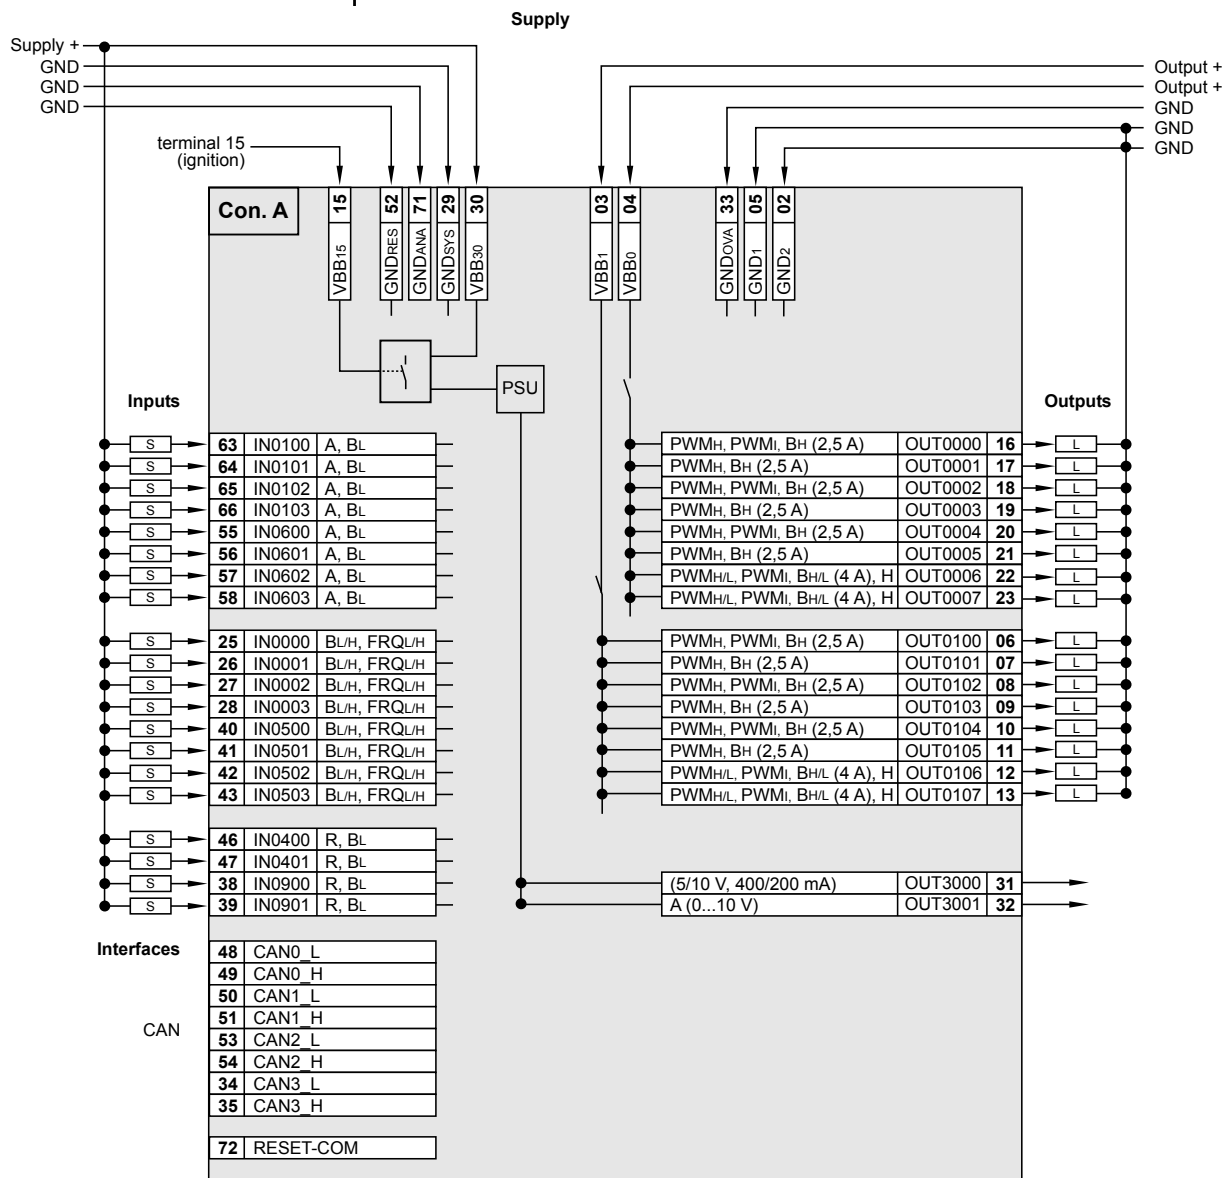 Supply
Supply +
GND
GND
GND
Output +
Output +
GND
GND
GND
terminal 15
(ignition)
Con. A
15 VBB15
52 GNDRES
71 GNDANA
29 GNDSYS
30 VBB30
03 VBB1
04 VBB0
33 GNDOVA
05 GND1
02 GND2
PSU
Inputs
Outputs
S 63 IN0100 A, BL
S 64 IN0101 A, BL
S 65 IN0102 A, BL
S 66 IN0103 A, BL
S 55 IN0600 A, BL
S 56 IN0601 A, BL
S 57 IN0602 A, BL
S 58 IN0603 A, BL
PWMH, PWMI, BH (2,5 A) OUT0000 16 L
PWMH, BH (2,5 A) OUT0001 17 L
PWMH, PWMI, BH (2,5 A) OUT0002 18 L
PWMH, BH (2,5 A) OUT0003 19 L
PWMH, PWMI, BH (2,5 A) OUT0004 20 L
PWMH, BH (2,5 A) OUT0005 21 L
PWMH/L, PWMI, BH/L (4 A), H OUT0006 22 L
PWMH/L, PWMI, BH/L (4 A), H OUT0007 23 L
S 25 IN0000 BL/H, FRQL/H
S 26 IN0001 BL/H, FRQL/H
S 27 IN0002 BL/H, FRQL/H
S 28 IN0003 BL/H, FRQL/H
S 40 IN0500 BL/H, FRQL/H
S 41 IN0501 BL/H, FRQL/H
S 42 IN0502 BL/H, FRQL/H
S 43 IN0503 BL/H, FRQL/H
PWMH, PWMI, BH (2,5 A) OUT0100 06 L
PWMH, BH (2,5 A) OUT0101 07 L
PWMH, PWMI, BH (2,5 A) OUT0102 08 L
PWMH, BH (2,5 A) OUT0103 09 L
PWMH, PWMI, BH (2,5 A) OUT0104 10 L
PWMH, BH (2,5 A) OUT0105 11 L
PWMH/L, PWMI, BH/L (4 A), H OUT0106 12 L
PWMH/L, PWMI, BH/L (4 A), H OUT0107 13 L
S 46 IN0400 R, BL
S 47 IN0401 R, BL
S 38 IN0900 R, BL
S 39 IN0901 R, BL
(5/10 V, 400/200 mA) OUT3000 31
A (0...10 V) OUT3001 32
Interfaces
CAN
48 CAN0_L
49 CAN0_H
50 CAN1_L
51 CAN1_H
53 CAN2_L
54 CAN2_H
34 CAN3_L
35 CAN3_H
72 RESET-COM